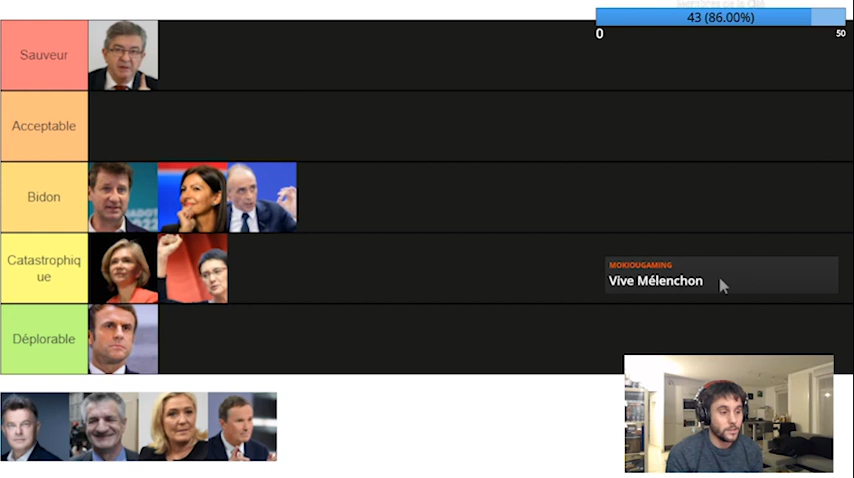 43 (86.00%)
0
50
Sauveur
Acceptable
Bidon
Catastrophiq
ue
MOKIOUGAMING
Vive Mélenchon
Déplorable